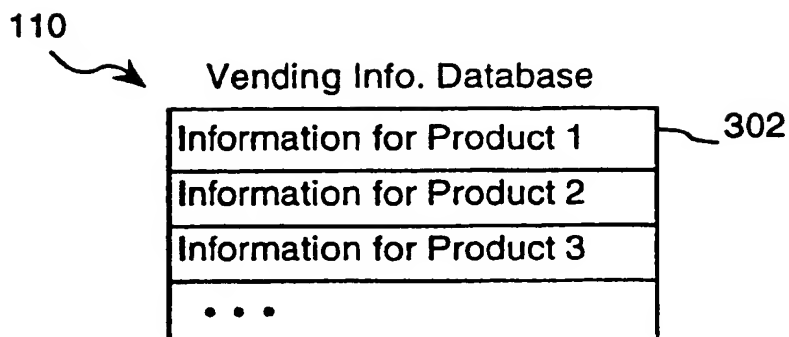 110
Vending Info. Database
Information for Product 1
302
Information for Product 2
Information for Product 3
• • •